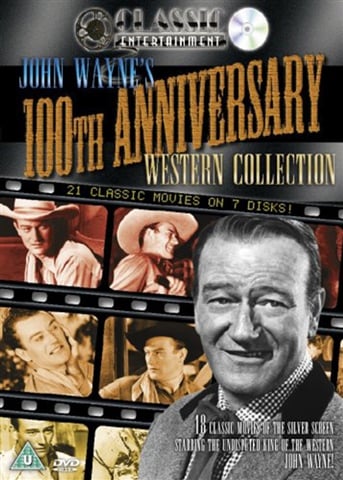 CLASSIC
ENTERTAINMENT
JOHN WAYNE'S
100TH ANNIVERSARY
WESTERN COLLECTION
21 CLASSIC MOVIES ON 7 DISKS!
18 CLASSIC MOVIES OF THE SILVER SCREEN
STARRING THE UNDISPUTED KING OF THE WESTERN
JOHN WAYNE!
U
DVD